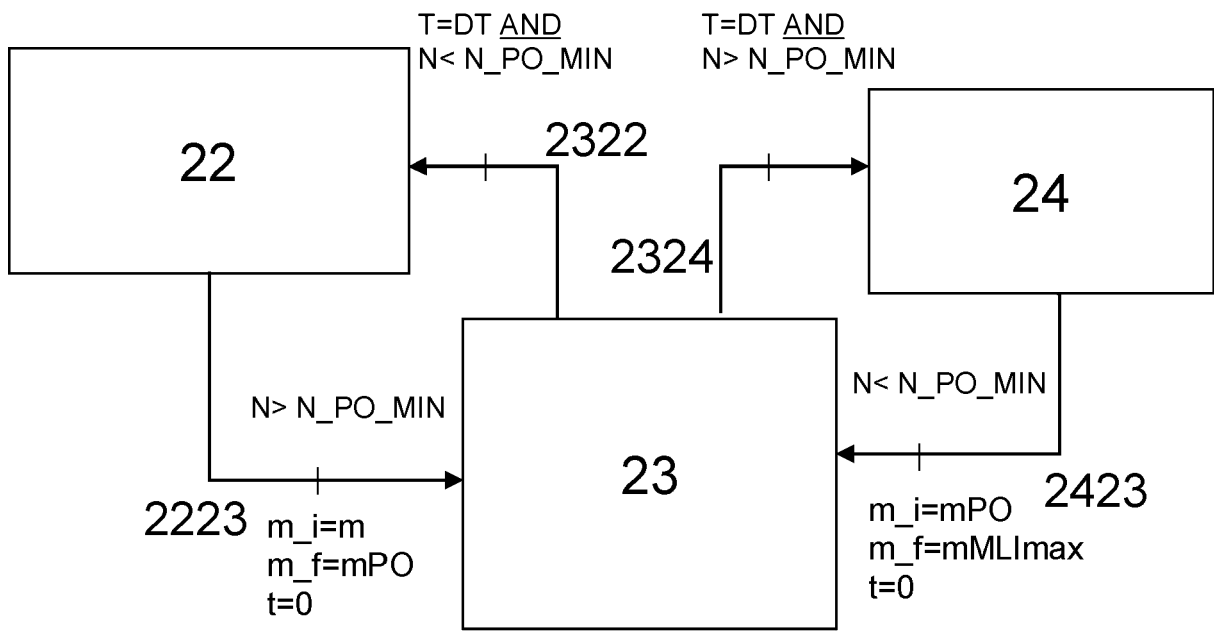 T=DT AND
N< N_PO_MIN
T=DT AND
N> N_PO_MIN
22
2322
24
2324
N> N_PO_MIN
N< N_PO_MIN
23
2223
m_i=m
m_f=mPO
t=0
2423
m_i=mPO
m_f=mMLImax
t=0